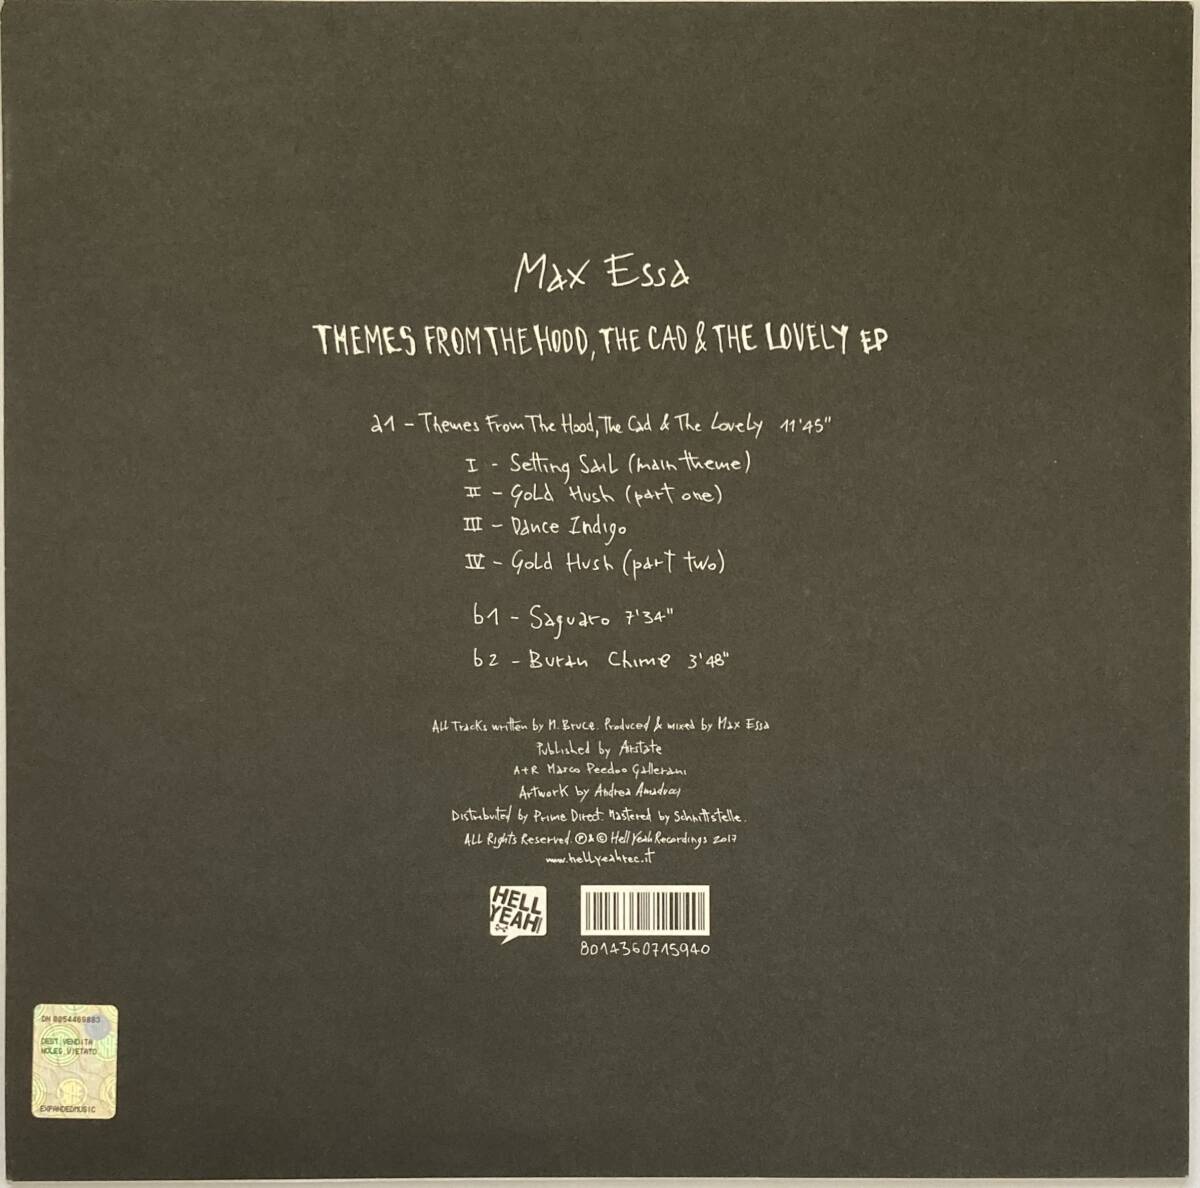 Max Essa
THEMES FROM THE HOOD, THE CAD & THE LOVELY EP
a1 - Themes From The Hood, The Cad & The Lovely 11'45"
I - Setting Sail (main theme)
II - Gold Hush (part one)
III - Dance Indigo
IV - Gold Hush (part two)
b1 - Saguaro 7'34"
b2 - Buran Chime 3'48"
All Tracks written by M. Bruce. Produced & mixed by Max Essa
Published by Aristate
A+R Marco Peedoo Gallerani
Artwork by Andrea Amaducci
Distributed by Prime Direct. Mastered by Schnittstelle.
All Rights Reserved. ℗ & © Hell Yeah Recordings 2017
www.hellyeahrec.it
HELL
YEAH!
8014360715940
DN 0054469883
DEST.VENDITA
NOLEG.VIETATO
EXPANDEDMUSIC